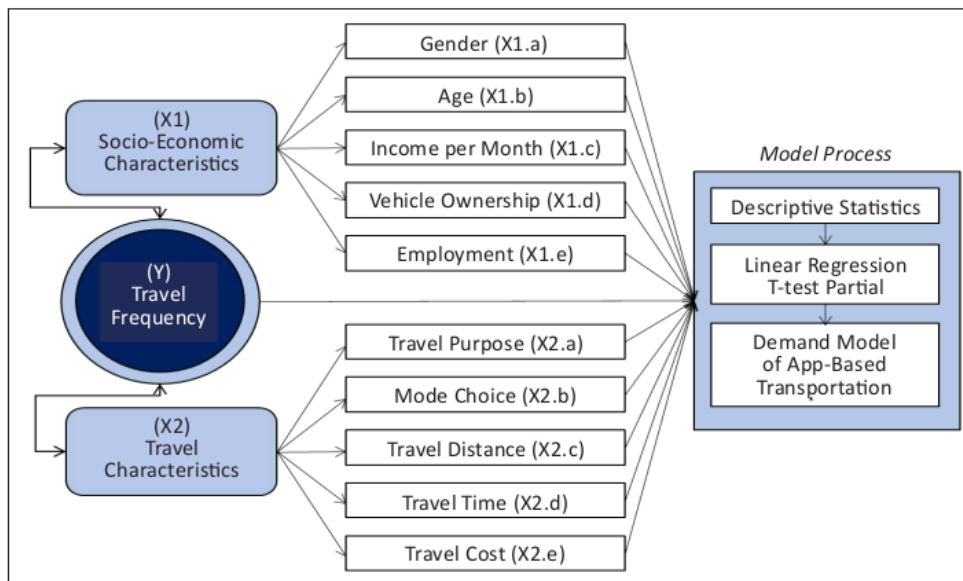 (X1)
Socio-Economic
Characteristics
(Y)
Travel
Frequency
(X2)
Travel
Characteristics
Gender (X1.a)
Age (X1.b)
Income per Month (X1.c)
Vehicle Ownership (X1.d)
Employment (X1.e)
Travel Purpose (X2.a)
Mode Choice (X2.b)
Travel Distance (X2.c)
Travel Time (X2.d)
Travel Cost (X2.e)
Model Process
Descriptive Statistics
Linear Regression
T-test Partial
Demand Model
of App-Based
Transportation